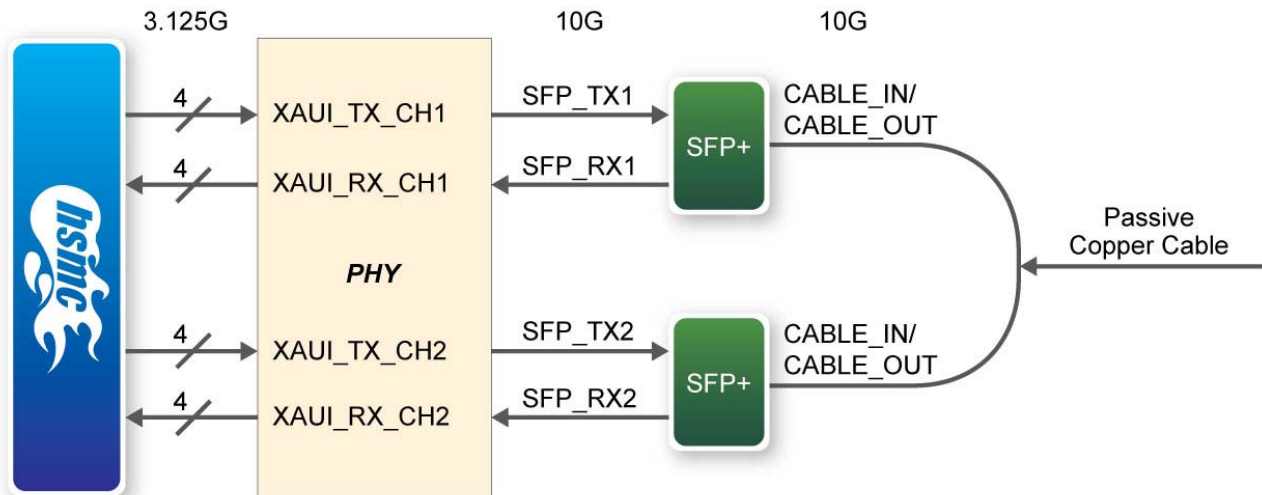 3.125G
10G
10G
4
XAUI_TX_CH1
SFP_TX1
CABLE_IN/
CABLE_OUT
4
XAUI_RX_CH1
SFP_RX1
SFP+
hsmc
PHY
Passive
Copper Cable
4
XAUI_TX_CH2
SFP_TX2
CABLE_IN/
CABLE_OUT
4
XAUI_RX_CH2
SFP_RX2
SFP+